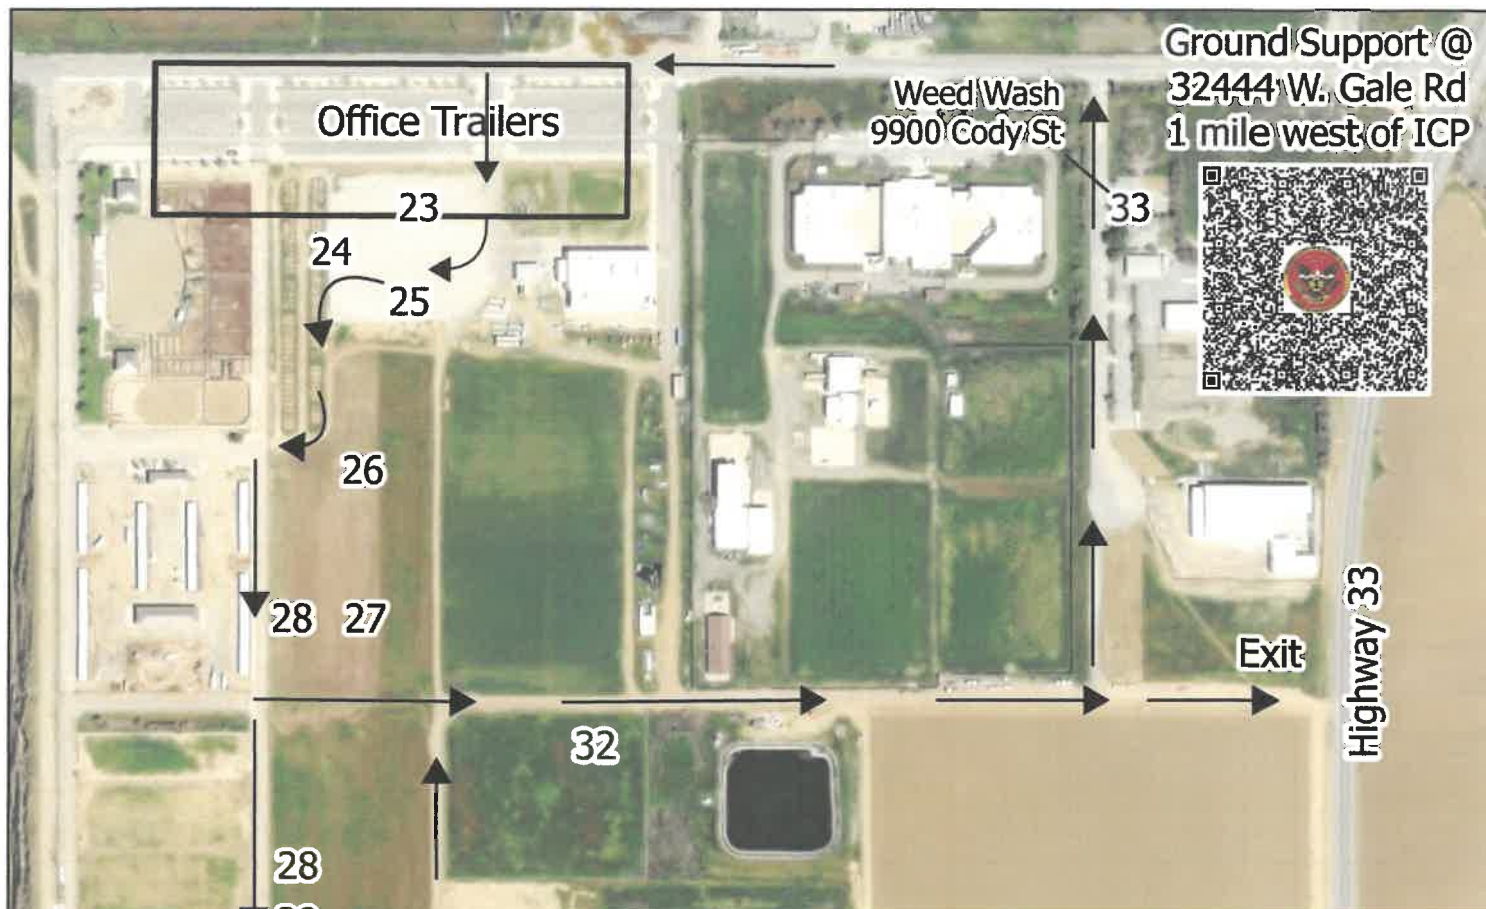 Ground Support @
32444 W. Gale Rd
1 mile west of ICP
Weed Wash
9900 Cody St
Office Trailers
23
33
24
25
26
28
27
Exit
Highway 33
32
28